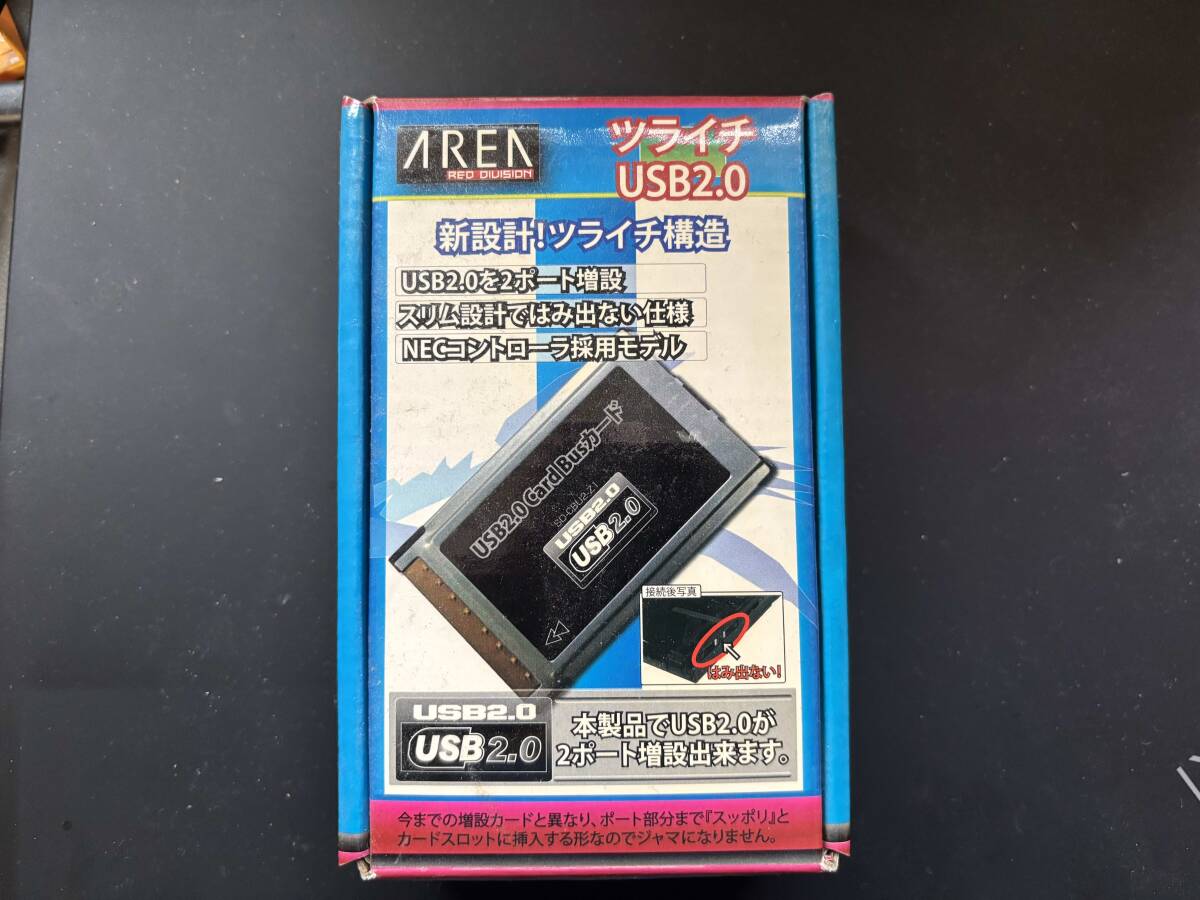 AREA
RED DIVISION
ツライチ
USB2.0
新設計!ツライチ構造
USB2.0を2ポート増設
スリム設計ではみ出ない仕様
NECコントローラ採用モデル
USB2.0 Card Busカード
SD-CBU2-Z1
USB2.0
USB2.0
接続後写真
はみ出ない!
USB2.0
USB2.0
本製品でUSB2.0が
2ポート増設出来ます。
今までの増設カードと異なり、ポート部分まで『スッポリ』と
カードスロットに挿入する形なのでジャマになりません。